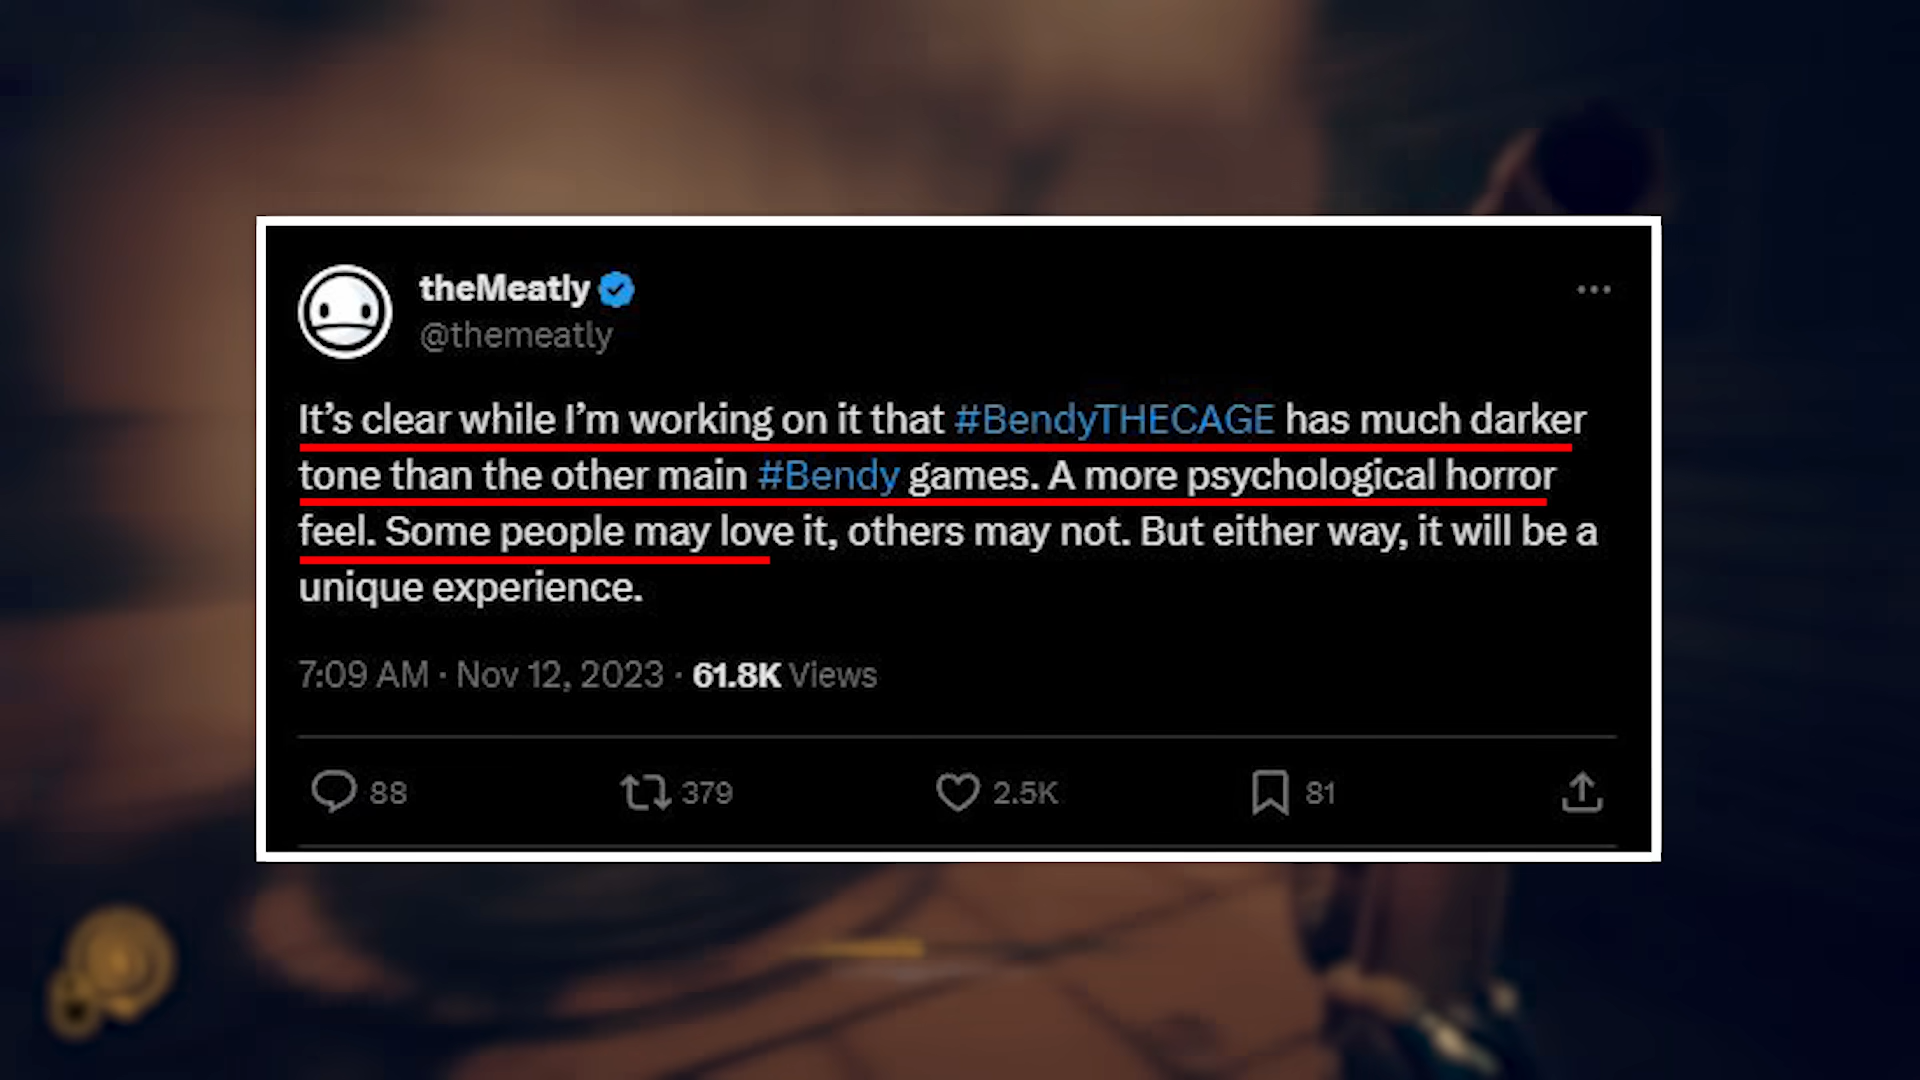 theMeatly
@themeatly
It's clear while I'm working on it that #BendyTHECAGE has much darker
tone than the other main #Bendy games. A more psychological horror
feel. Some people may love it, others may not. But either way, it will be a
unique experience.
7:09 AM · Nov 12, 2023 · 61.8K Views
88 379 2.5K 81